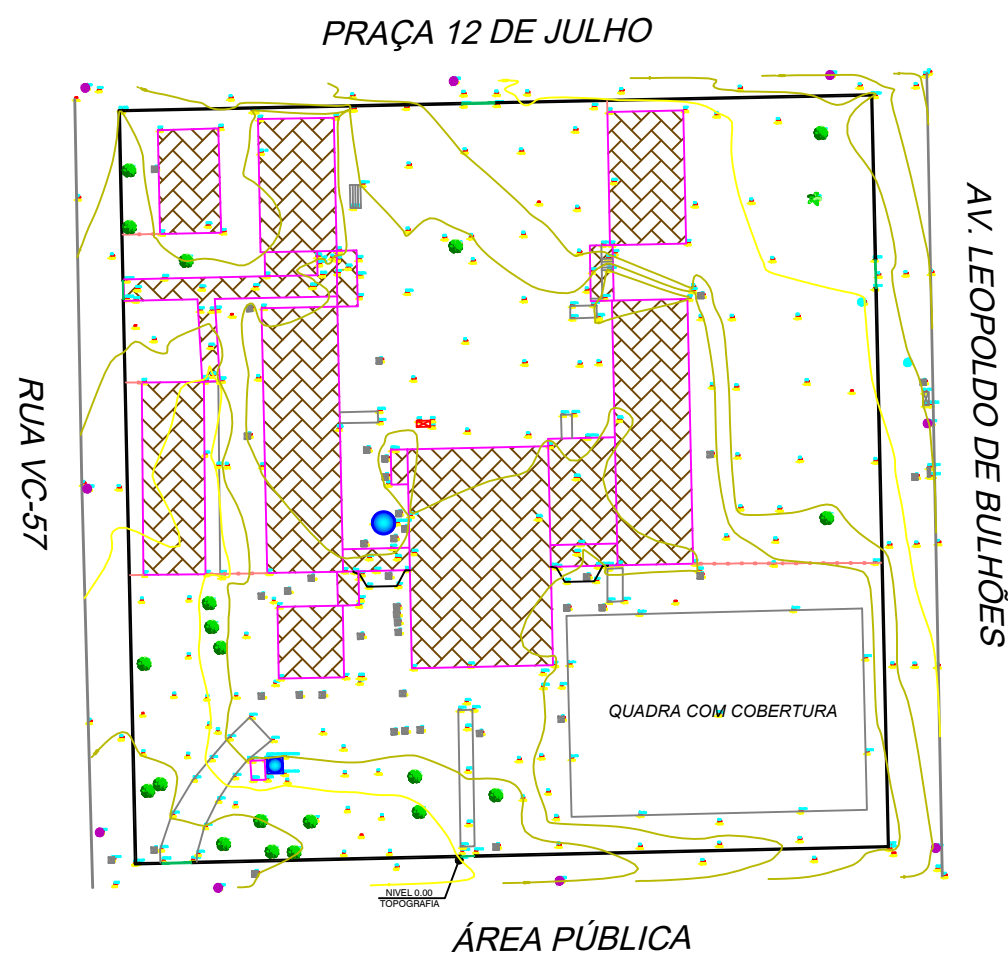 PRAÇA 12 DE JULHO
AV. LEOPOLDO DE BULHÕES
RUA VC-57
QUADRA COM COBERTURA
NIVEL 0.00
TOPOGRAFIA
ÁREA PÚBLICA